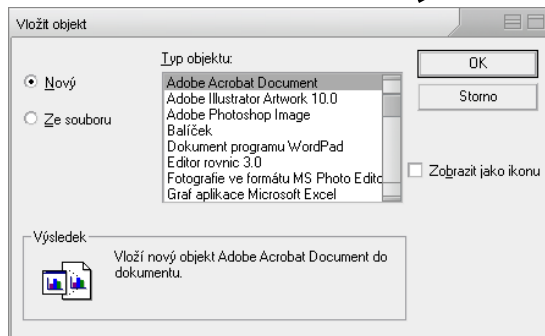 Vložit objekt
Typ objektu:
Nový
Ze souboru
Adobe Acrobat Document
Adobe Illustrator Artwork 10.0
Adobe Photoshop Image
Balíček
Dokument programu WordPad
Editor rovnic 3.0
Fotografie ve formátu MS Photo Edito
Graf aplikace Microsoft Excel
OK
Storno
Zobrazit jako ikonu
Výsledek
Vloží nový objekt Adobe Acrobat Document do
dokumentu.